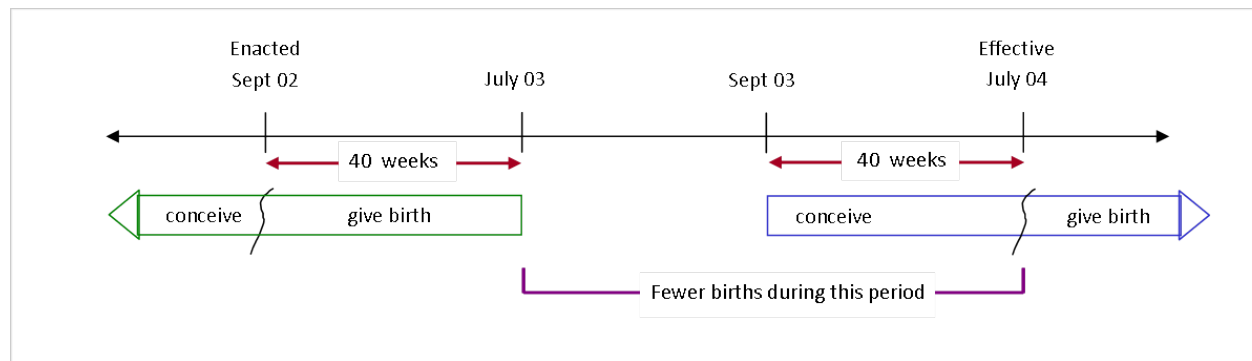 Enacted
Effective
Sept 02
July 03
Sept 03
July 04
40 weeks
40 weeks
conceive
give birth
conceive
give birth
Fewer births during this period